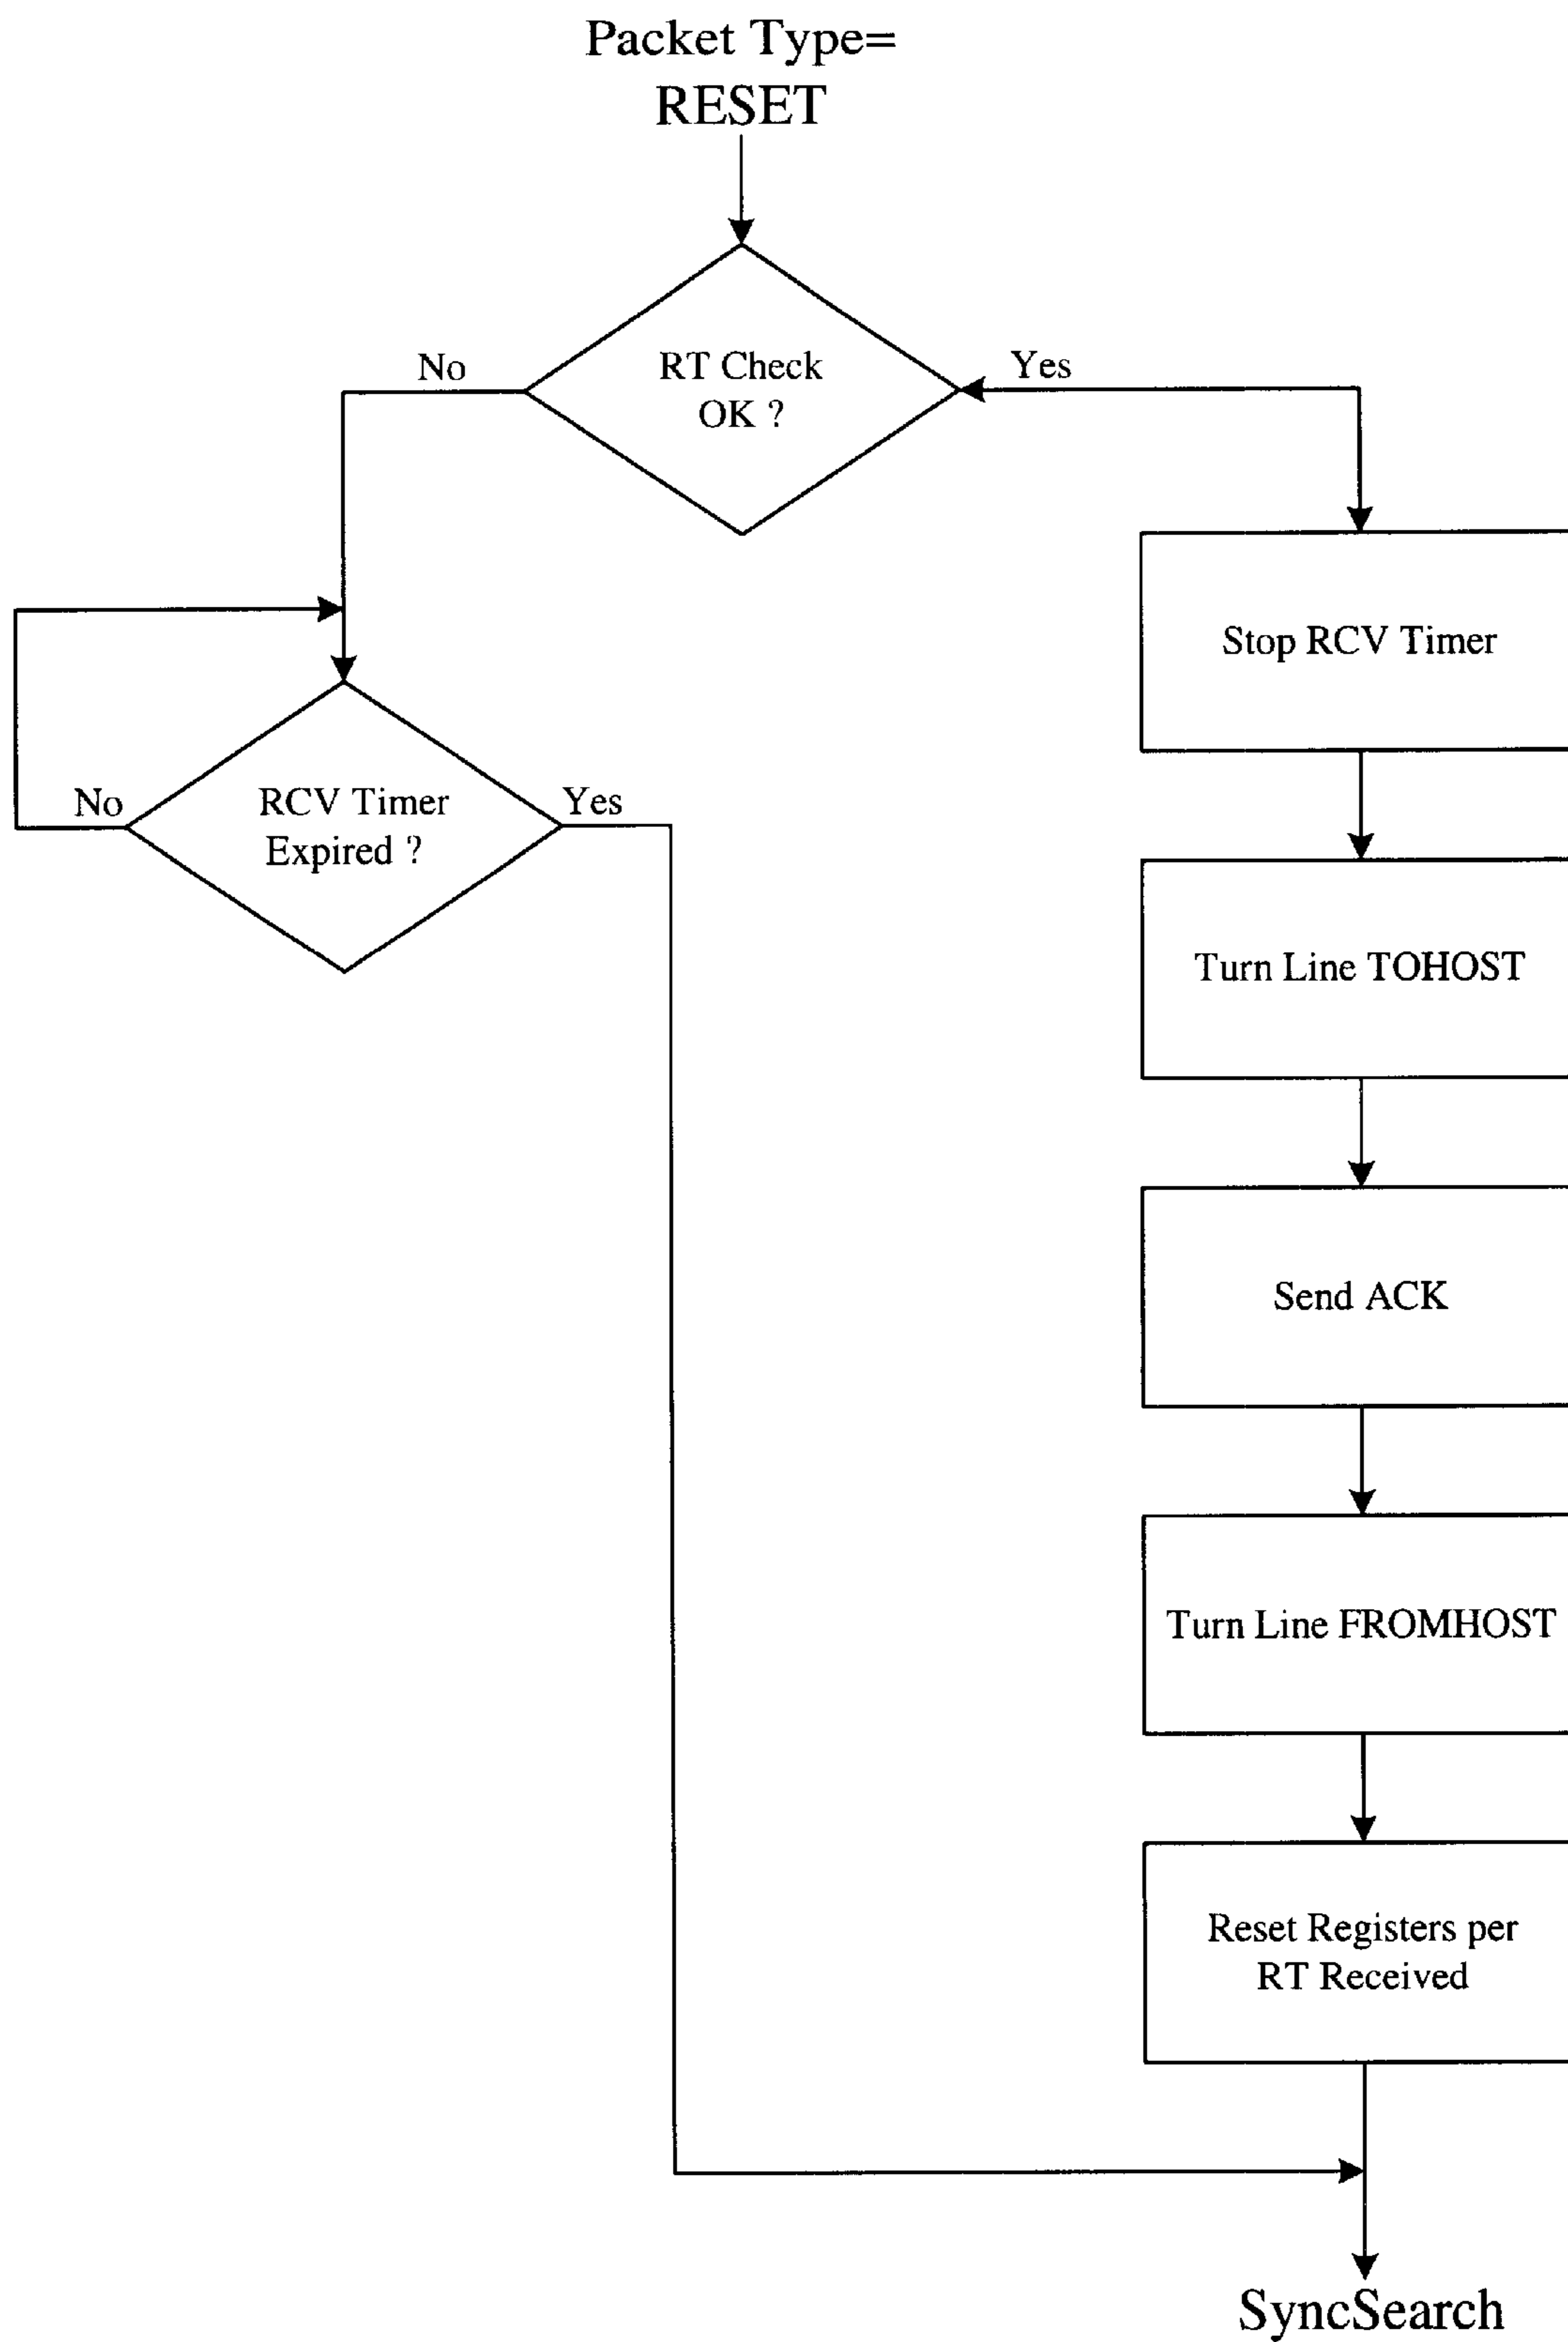 Packet Type=
RESET
No
RT Check
OK ?
Yes
Stop RCV Timer
No
RCV Timer
Expired ?
Yes
Turn Line TOHOST
Send ACK
Turn Line FROMHOST
Reset Registers per
RT Received
SyncSearch